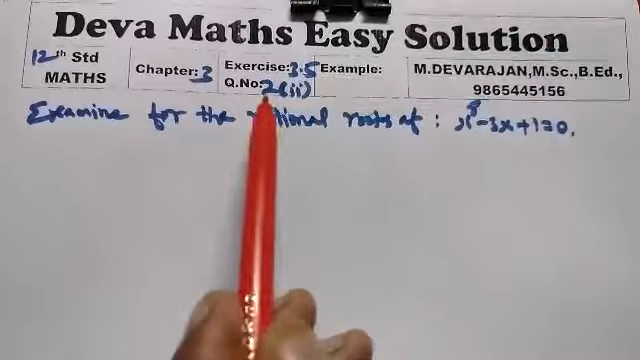 Deva Maths Easy Solution
12th Std MATHS
Chapter:3
Exercise:3.5 Example:
Q.No:2(ii)
M.DEVARAJAN,M.Sc.,B.Ed.,
9865445156
Examine for the rational roots of : x⁸-3x+1=0.